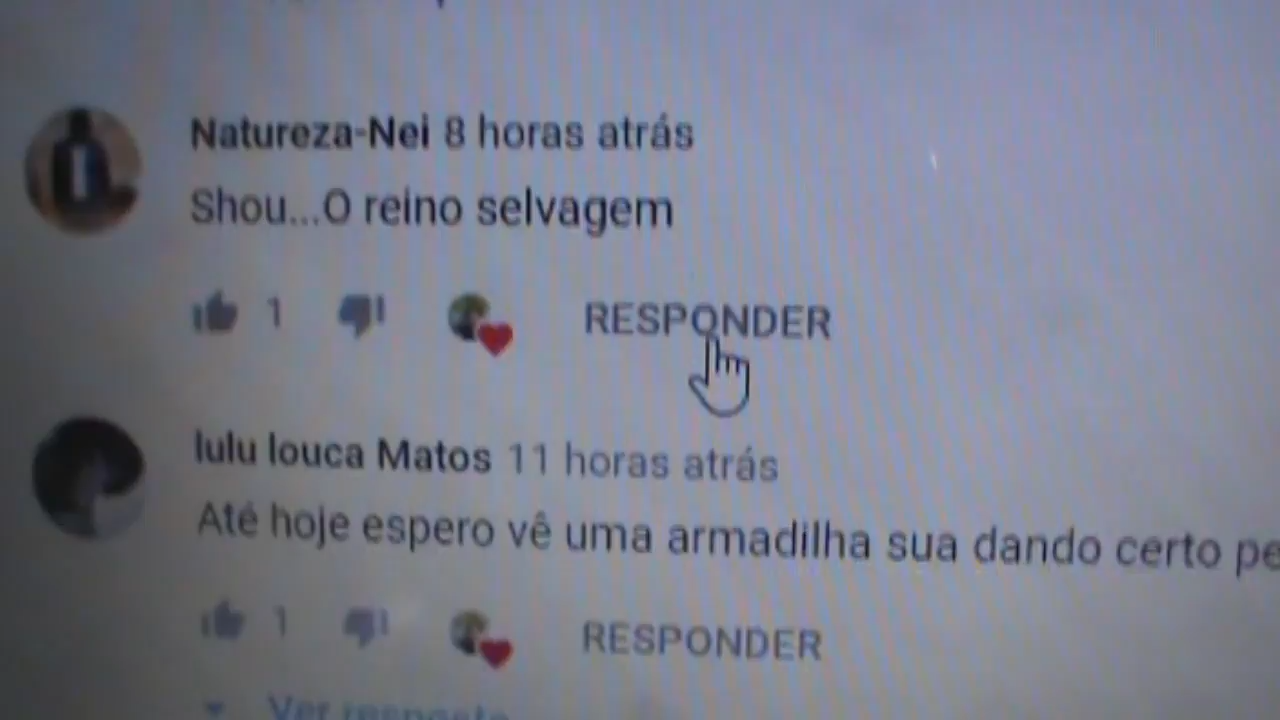 Natureza-Nei 8 horas atrás
Shou...O reino selvagem
1 RESPONDER
lulu louca Matos 11 horas atrás
Até hoje espero vê uma armadilha sua dando certo pe
1 RESPONDER
Ver resposta